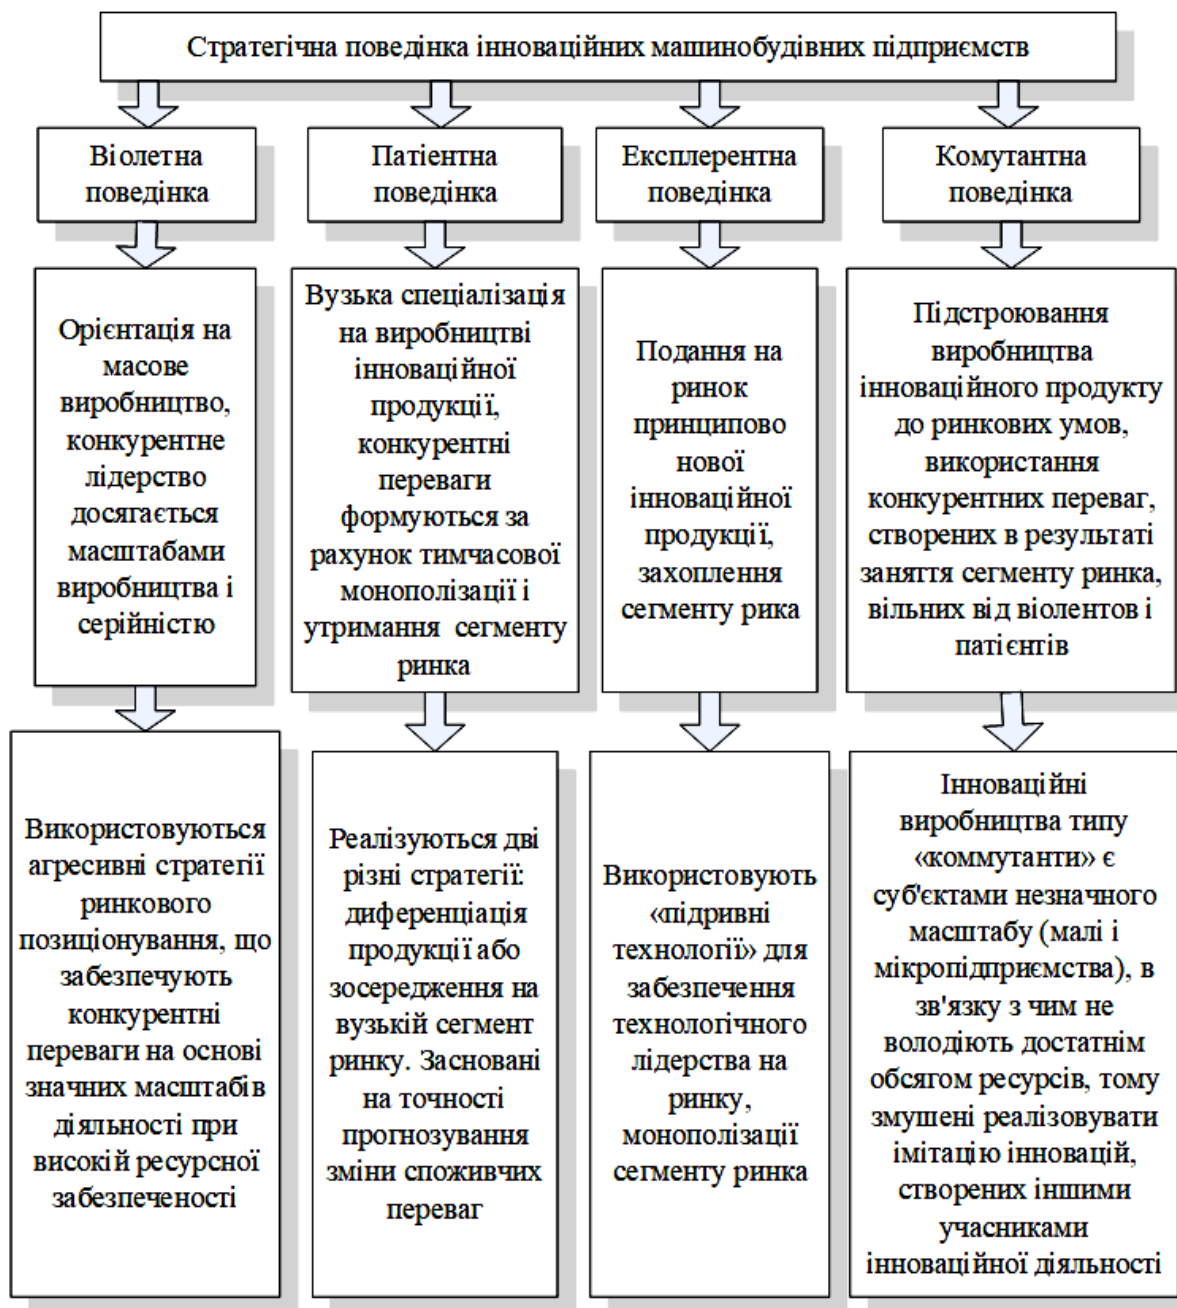 Стратегічна поведінка інноваційних машинобудівних підприємств
Віолетна
поведінка
Патієнтна
поведінка
Експлерентна
поведінка
Комутантна
поведінка
Орієнтація на
масове
виробництво,
конкурентне
лідерство
досягається
масштабами
виробництва і
серійністю
Вузька спеціалізація
на виробництві
інноваційної
продукції,
конкурентні
переваги
формуються за
рахунок тимчасової
монополізації і
утримання сегменту
ринка
Подання на
ринок
принципово
нової
інноваційної
продукції,
захоплення
сегменту рика
Підстроювання
виробництва
інноваційного продукту
до ринкових умов,
використання
конкурентних переваг,
створених в результаті
заняття сегменту ринка,
вільних від віолентов і
патієнтів
Використовуються
агресивні стратегії
ринкового
позиціонування, що
забезпечують
конкурентні
переваги на основі
значних масштабів
діяльності при
високій ресурсної
забезпеченості
Реалізуються дві
різні стратегії:
диференціація
продукції або
зосередження на
вузькій сегмент
ринку. Засновані
на точності
прогнозування
зміни споживчих
переваг
Використовують
«підривні
технології» для
забезпечення
технологічного
лідерства на
ринку,
монополізації
сегменту ринка
Інноваційні
виробництва типу
«коммутанти» є
суб'єктами незначного
масштабу (малі і
мікропідприємства), в
зв'язку з чим не
володіють достатнім
обсягом ресурсів, тому
змушені реалізовувати
імітацію інновацій,
створених іншими
учасниками
інноваційної діяльності